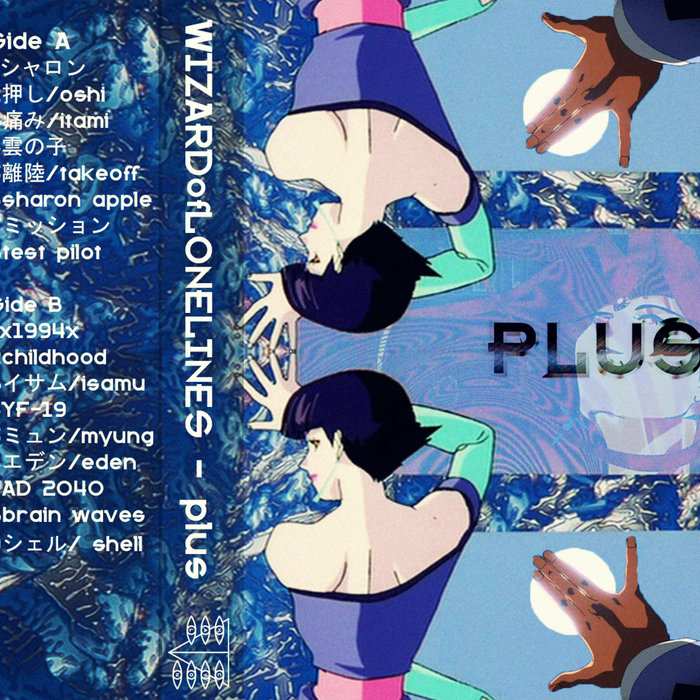 Side A
シャロン
押し/oshi
痛み/itami
雲の子
離陸/takeoff
sharon apple
ミッション
test pilot
Side B
x1994x
childhood
イサム/isamu
YF-19
ミュン/myung
エデン/eden
AD 2040
brain waves
シェル/ shell
WIZARDofLONELINES - plus
PLUS